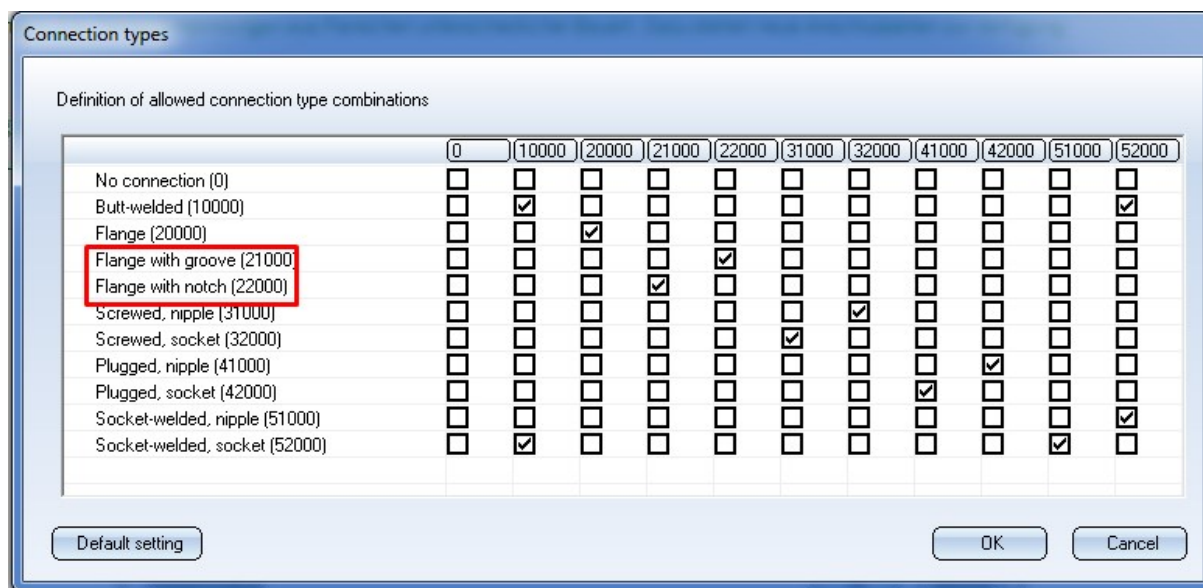 Connection types
Definition of allowed connection type combinations
0 10000 20000 21000 22000 31000 32000 41000 42000 51000 52000
No connection (0)
Butt-welded (10000)
Flange (20000)
Flange with groove (21000)
Flange with notch (22000)
Screwed, nipple (31000)
Screwed, socket (32000)
Plugged, nipple (41000)
Plugged, socket (42000)
Socket-welded, nipple (51000)
Socket-welded, socket (52000)
Default setting OK Cancel